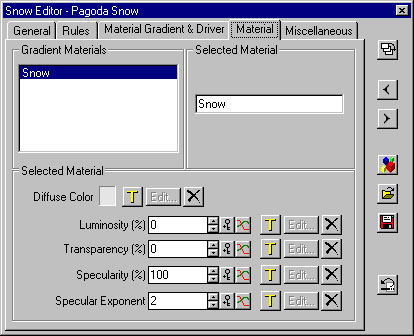 Snow Editor - Pagoda Snow
General Rules Material Gradient & Driver Material Miscellaneous
Gradient Materials Selected Material
Snow
Snow
Selected Material
Diffuse Color T Edit...
Luminosity (%) 0 T Edit...
Transparency (%) 0 T Edit...
Specularity (%) 100 T Edit...
Specular Exponent 2 T Edit...